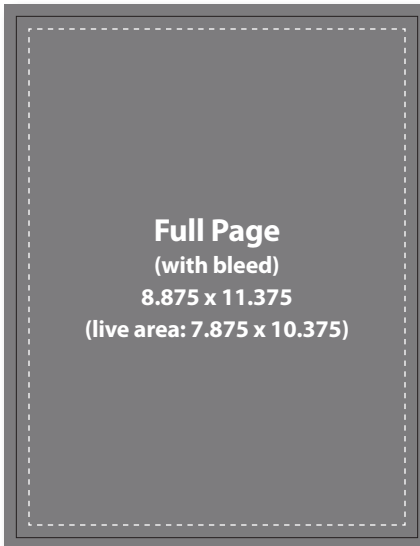 Full Page
(with bleed)
8.875 x 11.375
(live area: 7.875 x 10.375)